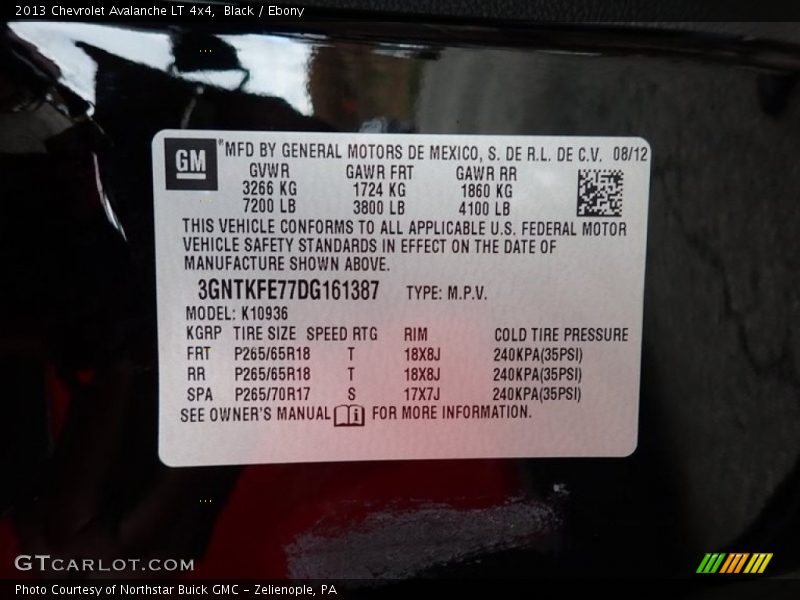 2013 Chevrolet Avalanche LT 4x4, Black / Ebony
GM
MFD BY GENERAL MOTORS DE MEXICO, S. DE R.L. DE C.V. 08/12
GVWR GAWR FRT GAWR RR
3266 KG 1724 KG 1860 KG
7200 LB 3800 LB 4100 LB
THIS VEHICLE CONFORMS TO ALL APPLICABLE U.S. FEDERAL MOTOR
VEHICLE SAFETY STANDARDS IN EFFECT ON THE DATE OF
MANUFACTURE SHOWN ABOVE.
3GNTKFE77DG161387 TYPE: M.P.V.
MODEL: K10936
KGRP TIRE SIZE SPEED RTG RIM COLD TIRE PRESSURE
FRT P265/65R18 T 18X8J 240KPA(35PSI)
RR P265/65R18 T 18X8J 240KPA(35PSI)
SPA P265/70R17 S 17X7J 240KPA(35PSI)
SEE OWNER'S MANUAL i FOR MORE INFORMATION.
GTCARLOT.COM
Photo Courtesy of Northstar Buick GMC - Zelienople, PA